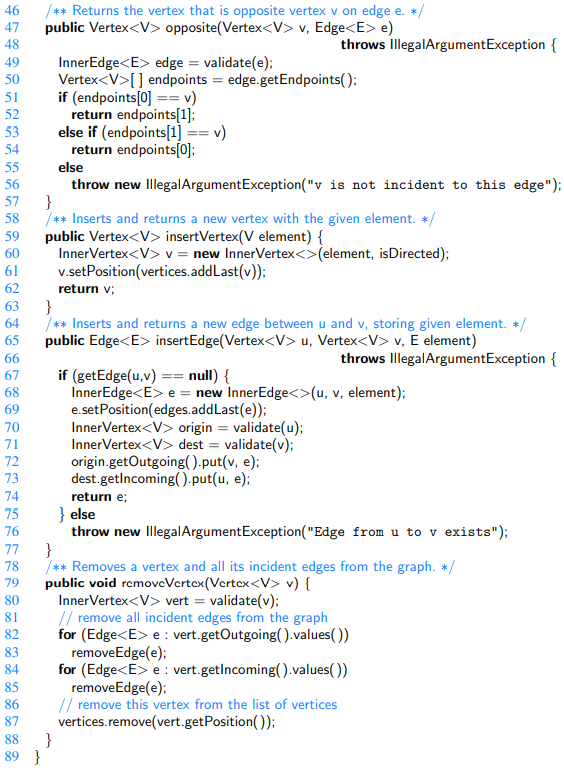 46 /** Returns the vertex that is opposite vertex v on edge e. */
47 public Vertex<V> opposite(Vertex<V> v, Edge<E> e)
48 throws IllegalArgumentException {
49 InnerEdge<E> edge = validate(e);
50 Vertex<V>[ ] endpoints = edge.getEndpoints( );
51 if (endpoints[0] == v)
52 return endpoints[1];
53 else if (endpoints[1] == v)
54 return endpoints[0];
55 else
56 throw new IllegalArgumentException("v is not incident to this edge");
57 }
58 /** Inserts and returns a new vertex with the given element. */
59 public Vertex<V> insertVertex(V element) {
60 InnerVertex<V> v = new InnerVertex<>(element, isDirected);
61 v.setPosition(vertices.addLast(v));
62 return v;
63 }
64 /** Inserts and returns a new edge between u and v, storing given element. */
65 public Edge<E> insertEdge(Vertex<V> u, Vertex<V> v, E element)
66 throws IllegalArgumentException {
67 if (getEdge(u,v) == null) {
68 InnerEdge<E> e = new InnerEdge<>(u, v, element);
69 e.setPosition(edges.addLast(e));
70 InnerVertex<V> origin = validate(u);
71 InnerVertex<V> dest = validate(v);
72 origin.getOutgoing( ).put(v, e);
73 dest.getIncoming( ).put(u, e);
74 return e;
75 } else
76 throw new IllegalArgumentException("Edge from u to v exists");
77 }
78 /** Removes a vertex and all its incident edges from the graph. */
79 public void removeVertex(Vertex<V> v) {
80 InnerVertex<V> vert = validate(v);
81 // remove all incident edges from the graph
82 for (Edge<E> e : vert.getOutgoing( ).values( ))
83 removeEdge(e);
84 for (Edge<E> e : vert.getIncoming( ).values( ))
85 removeEdge(e);
86 // remove this vertex from the list of vertices
87 vertices.remove(vert.getPosition( ));
88 }
89 }